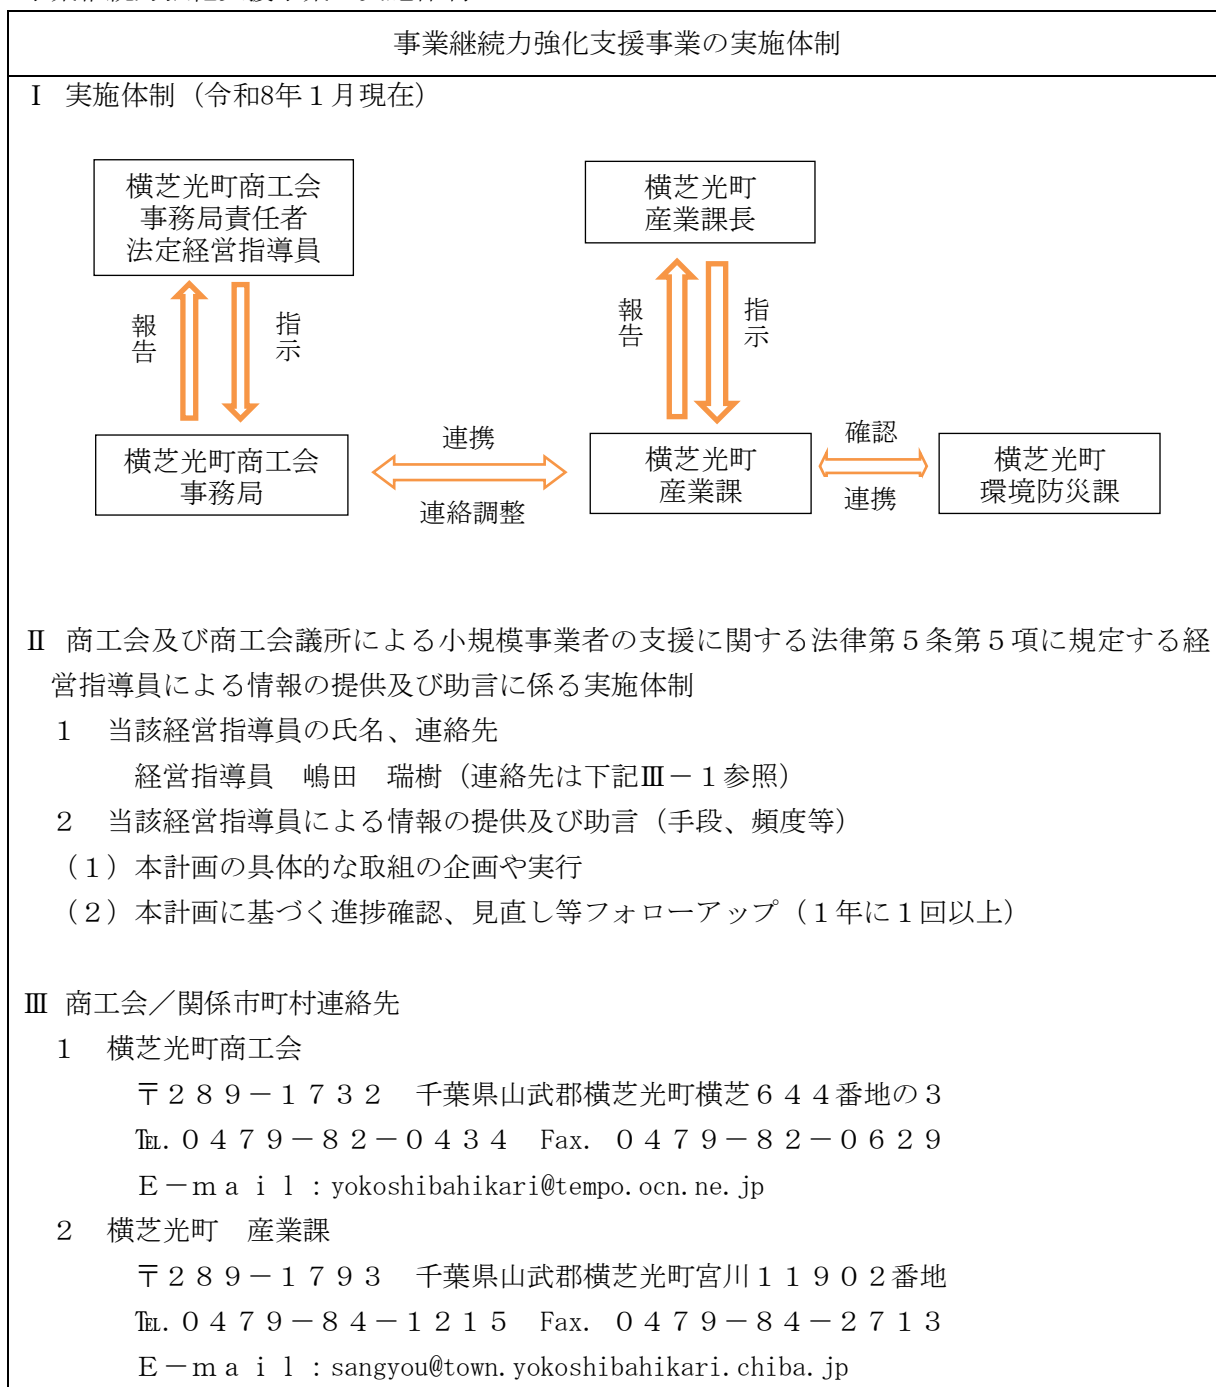 事業継続力強化支援事業の実施体制
Ⅰ 実施体制（令和8年１月現在）
横芝光町商工会
事務局責任者
法定経営指導員
横芝光町
産業課長
報告
指示
報告
指示
横芝光町商工会
事務局
連携
連絡調整
横芝光町
産業課
確認
連携
横芝光町
環境防災課
Ⅱ 商工会及び商工会議所による小規模事業者の支援に関する法律第５条第５項に規定する経
営指導員による情報の提供及び助言に係る実施体制
１　当該経営指導員の氏名、連絡先
経営指導員　嶋田　瑞樹（連絡先は下記Ⅲ－１参照）
２　当該経営指導員による情報の提供及び助言（手段、頻度等）
（１）本計画の具体的な取組の企画や実行
（２）本計画に基づく進捗確認、見直し等フォローアップ（１年に１回以上）
Ⅲ 商工会／関係市町村連絡先
１　横芝光町商工会
〒２８９－１７３２　千葉県山武郡横芝光町横芝６４４番地の３
℡.０４７９－８２－０４３４ Fax. ０４７９－８２－０６２９
Ｅ－ｍａｉｌ：yokoshibahikari@tempo.ocn.ne.jp
２　横芝光町　産業課
〒２８９－１７９３　千葉県山武郡横芝光町宮川１１９０２番地
℡.０４７９－８４－１２１５ Fax. ０４７９－８４－２７１３
Ｅ－ｍａｉｌ：sangyou@town.yokoshibahikari.chiba.jp